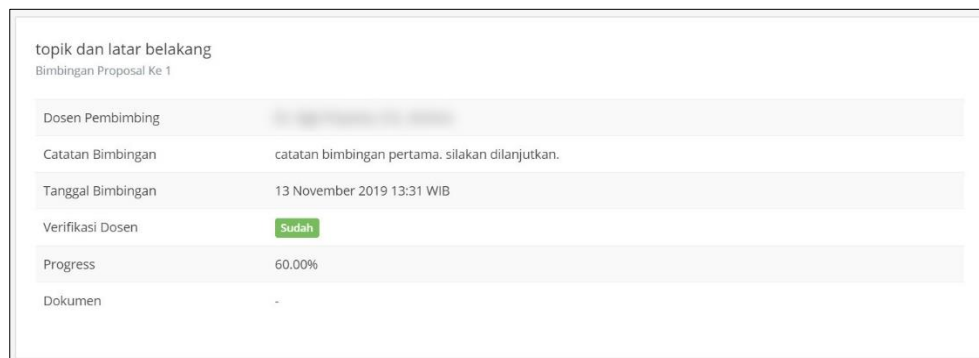 topik dan latar belakang
Bimbingan Proposal Ke 1
Dosen Pembimbing
Catatan Bimbingan catatan bimbingan pertama. silakan dilanjutkan.
Tanggal Bimbingan 13 November 2019 13:31 WIB
Verifikasi Dosen Sudah
Progress 60.00%
Dokumen -